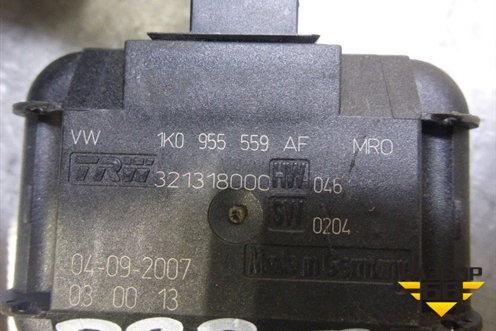 VW 1K0 955 559 AF MRO
TRW 321318000 HW 046
SW 0204
Made in Germany
04-09-2007
03 00 13